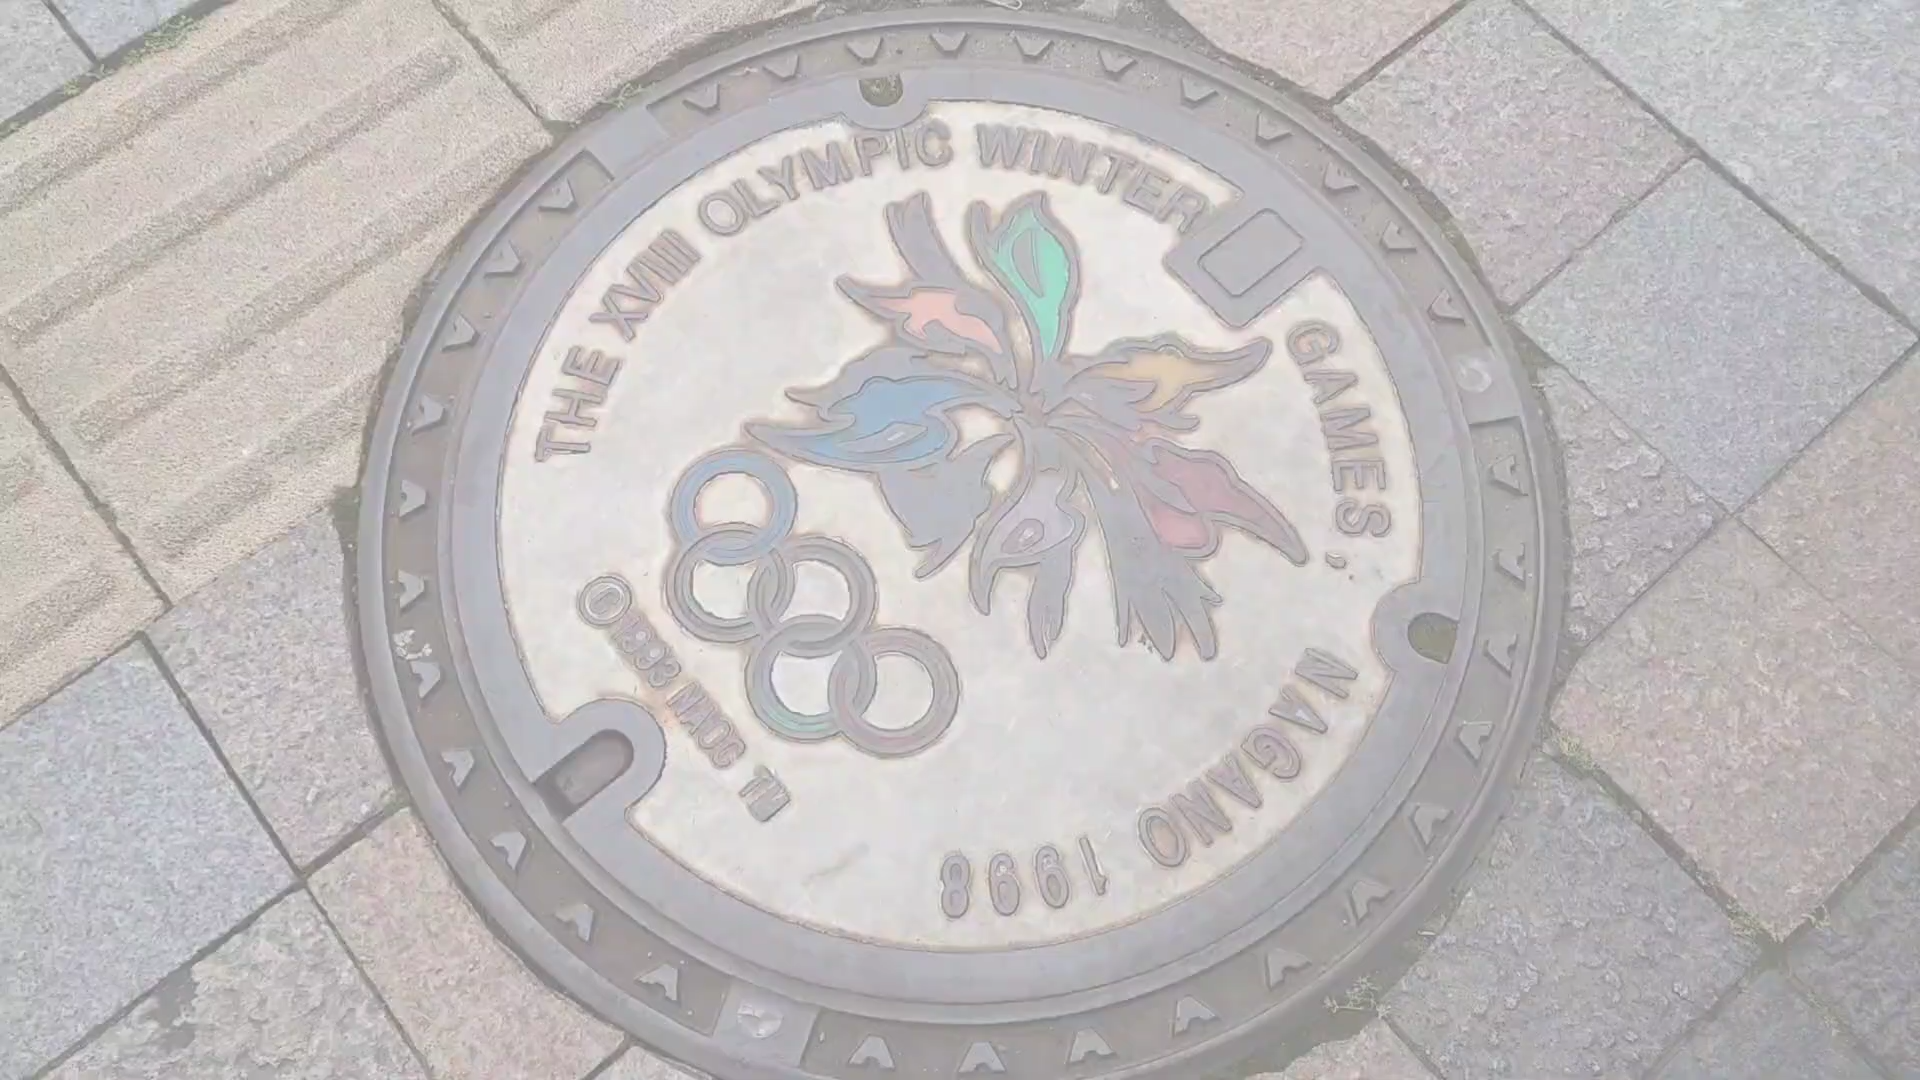 THE XVIII OLYMPIC WINTER GAMES, NAGANO 1998
©1993 NAOC TM